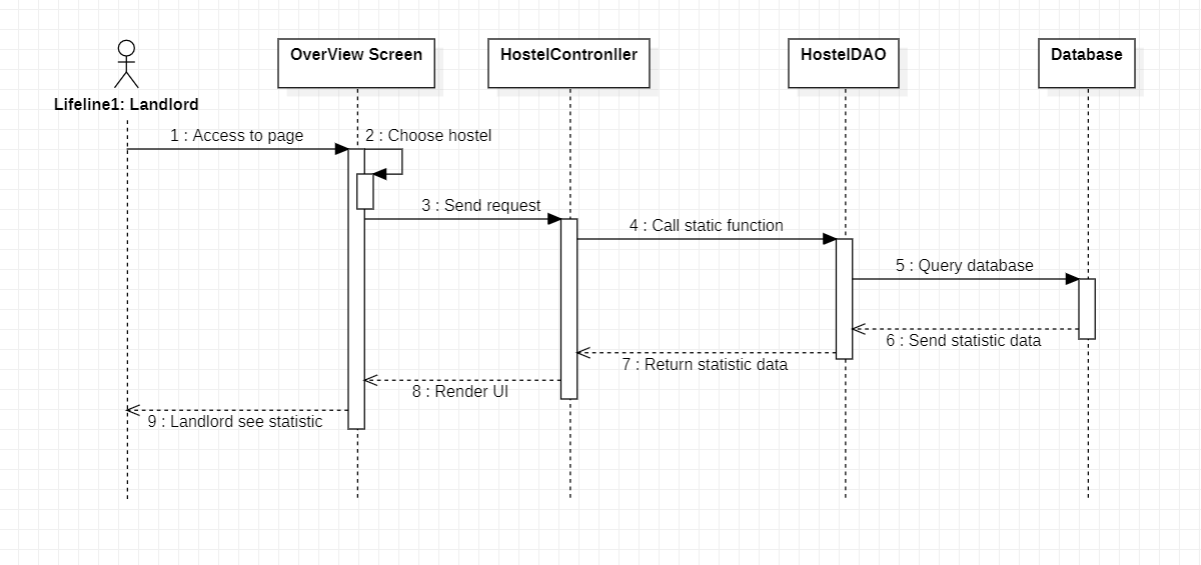 OverView Screen
HostelContronller
HostelDAO
Database
Lifeline1: Landlord
1 : Access to page
2 : Choose hostel
3 : Send request
4 : Call static function
5 : Query database
6 : Send statistic data
7 : Return statistic data
8 : Render UI
9 : Landlord see statistic